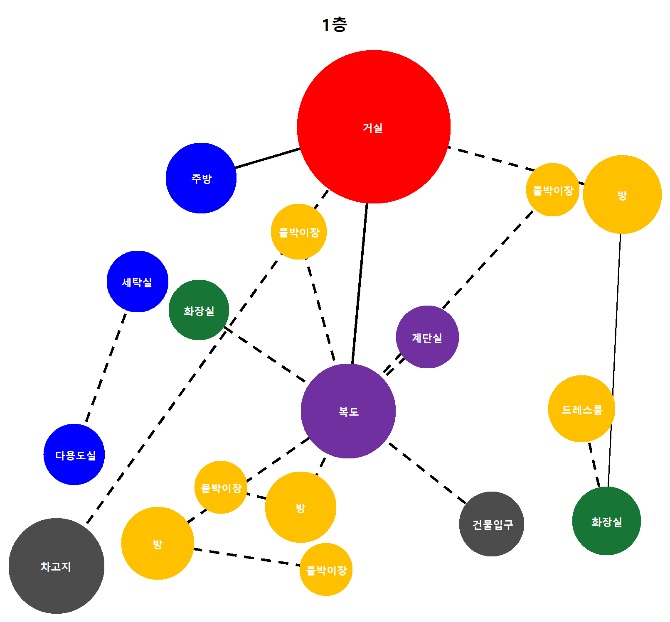 1층
거실
주방
붙박이장
방
붙박이장
세탁실
화장실
계단실
복도
드레스룸
다용도실
붙박이장
방
화장실
건물입구
방
차고지
붙박이장